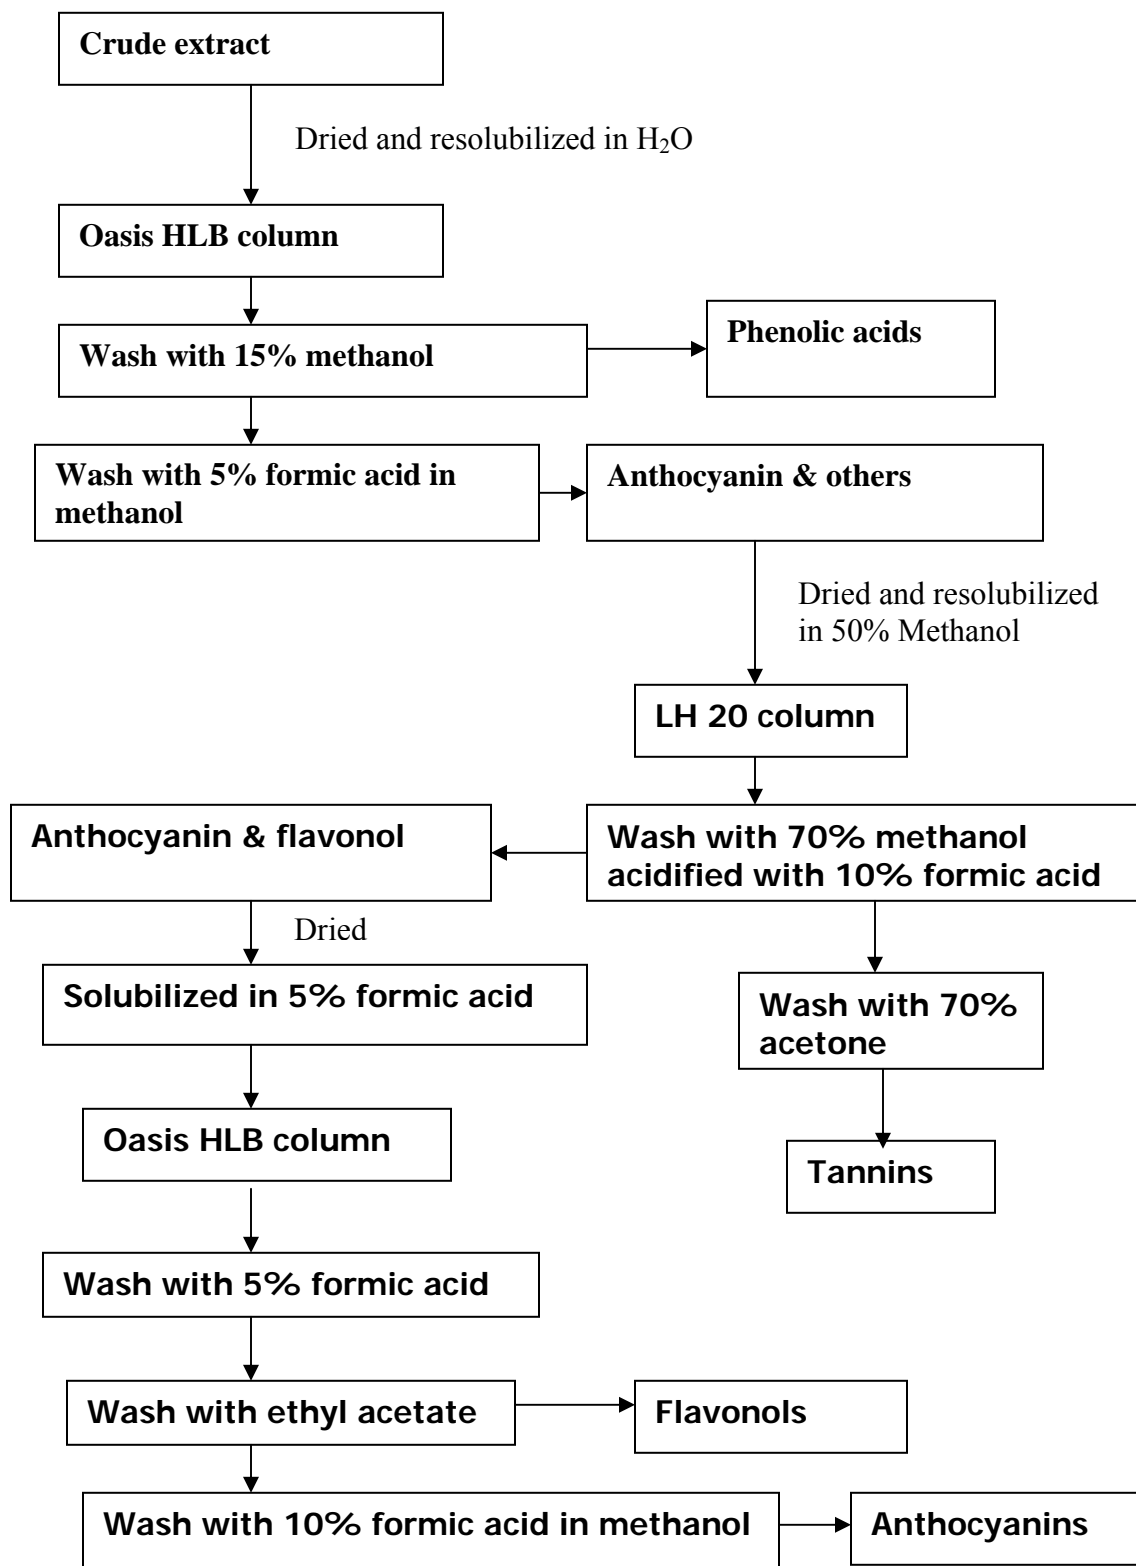 Crude extract
Dried and resolubilized in H₂O
Oasis HLB column
Wash with 15% methanol
Phenolic acids
Wash with 5% formic acid in
methanol
Anthocyanin & others
Dried and resolubilized
in 50% Methanol
LH 20 column
Anthocyanin & flavonol
Wash with 70% methanol
acidified with 10% formic acid
Dried
Solubilized in 5% formic acid
Wash with 70%
acetone
Oasis HLB column
Tannins
Wash with 5% formic acid
Wash with ethyl acetate
Flavonols
Wash with 10% formic acid in methanol
Anthocyanins